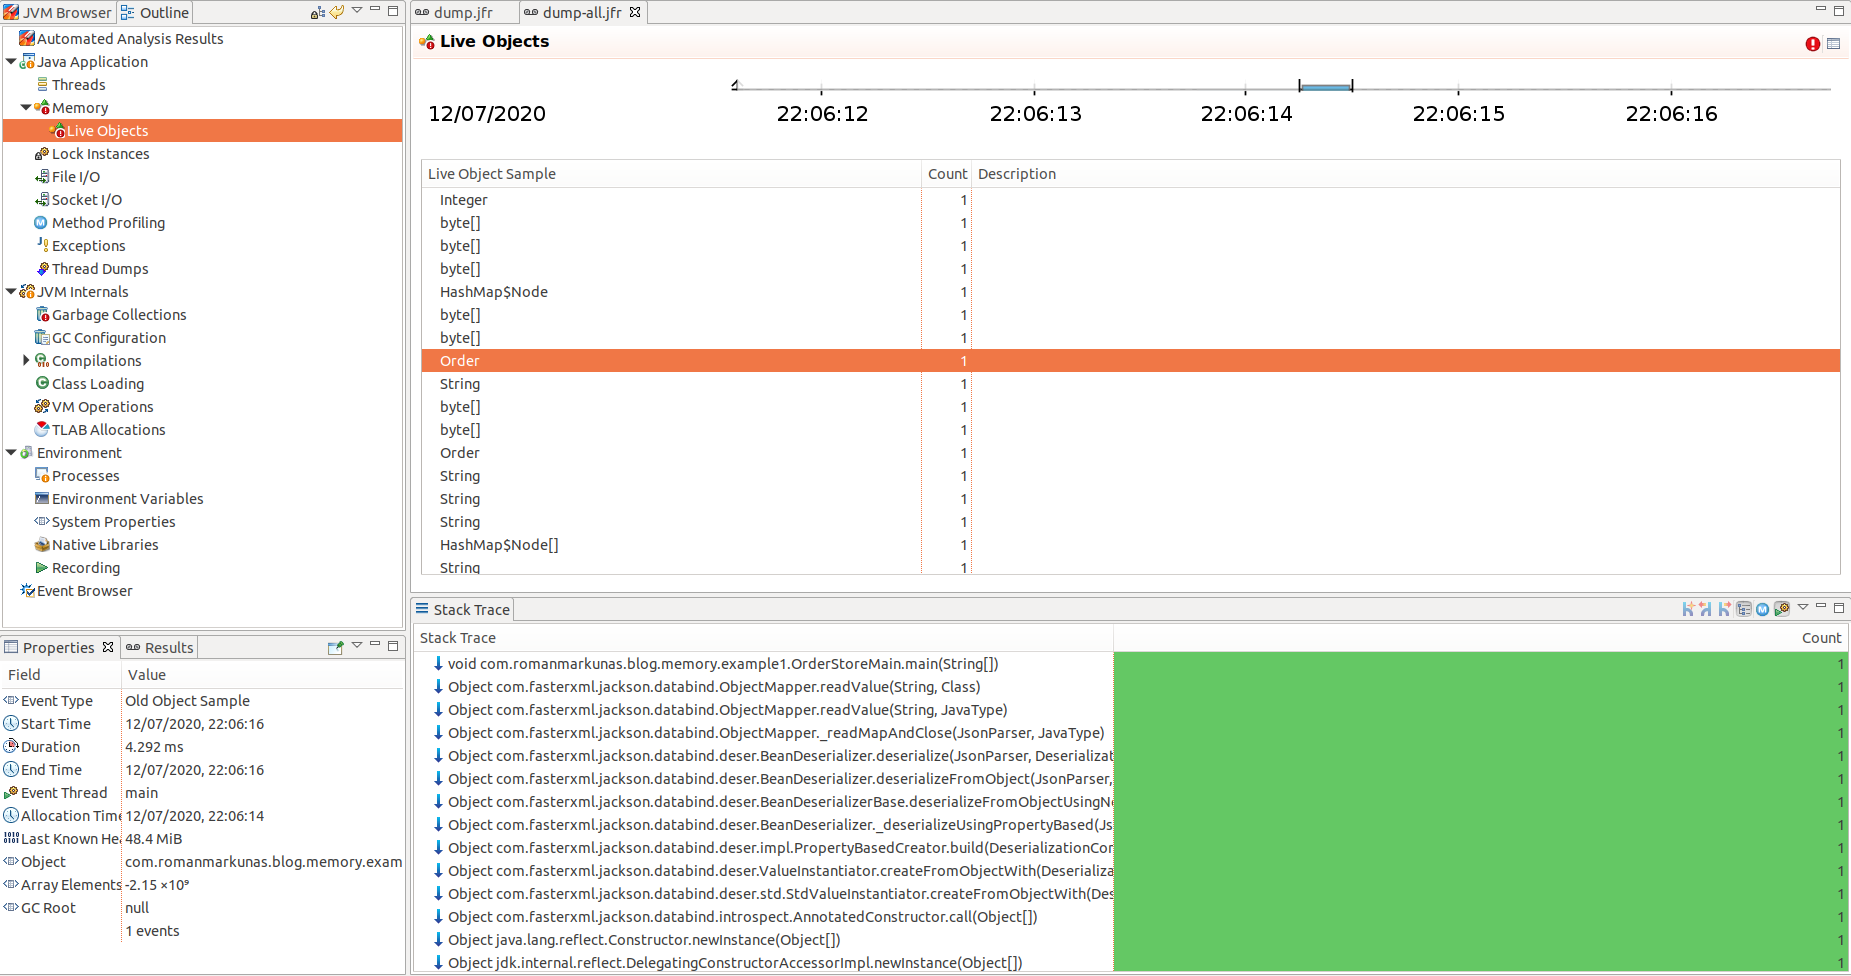 JVM Browser
Outline
Automated Analysis Results
Java Application
Threads
Memory
Live Objects
Lock Instances
File I/O
Socket I/O
Method Profiling
Exceptions
Thread Dumps
JVM Internals
Garbage Collections
GC Configuration
Compilations
Class Loading
VM Operations
TLAB Allocations
Environment
Processes
Environment Variables
System Properties
Native Libraries
Recording
Event Browser
Properties
Results
Field Value
Event Type Old Object Sample
Start Time 12/07/2020, 22:06:16
Duration 4.292 ms
End Time 12/07/2020, 22:06:16
Event Thread main
Allocation Time 12/07/2020, 22:06:14
Last Known He 48.4 MiB
Object com.romanmarkunas.blog.memory.exam
Array Elements -2.15 ×10⁹
GC Root null
1 events
dump.jfr
dump-all.jfr
Live Objects
12/07/2020 22:06:12 22:06:13 22:06:14 22:06:15 22:06:16
Live Object Sample Count Description
Integer 1
byte[] 1
byte[] 1
byte[] 1
HashMap$Node 1
byte[] 1
byte[] 1
Order 1
String 1
byte[] 1
byte[] 1
Order 1
String 1
String 1
String 1
HashMap$Node[] 1
String 1
Stack Trace
Stack Trace Count
void com.romanmarkunas.blog.memory.example1.OrderStoreMain.main(String[]) 1
Object com.fasterxml.jackson.databind.ObjectMapper.readValue(String, Class) 1
Object com.fasterxml.jackson.databind.ObjectMapper.readValue(String, JavaType) 1
Object com.fasterxml.jackson.databind.ObjectMapper._readMapAndClose(JsonParser, JavaType) 1
Object com.fasterxml.jackson.databind.deser.BeanDeserializer.deserialize(JsonParser, Deserializat 1
Object com.fasterxml.jackson.databind.deser.BeanDeserializer.deserializeFromObject(JsonParser, 1
Object com.fasterxml.jackson.databind.deser.BeanDeserializerBase.deserializeFromObjectUsingN 1
Object com.fasterxml.jackson.databind.deser.BeanDeserializer._deserializeUsingPropertyBased(Js 1
Object com.fasterxml.jackson.databind.deser.impl.PropertyBasedCreator.build(DeserializationCon 1
Object com.fasterxml.jackson.databind.deser.ValueInstantiator.createFromObjectWith(Deserializa 1
Object com.fasterxml.jackson.databind.deser.std.StdValueInstantiator.createFromObjectWith(Des 1
Object com.fasterxml.jackson.databind.introspect.AnnotatedConstructor.call(Object[]) 1
Object java.lang.reflect.Constructor.newInstance(Object[]) 1
Object jdk.internal.reflect.DelegatingConstructorAccessorImpl.newInstance(Object[]) 1